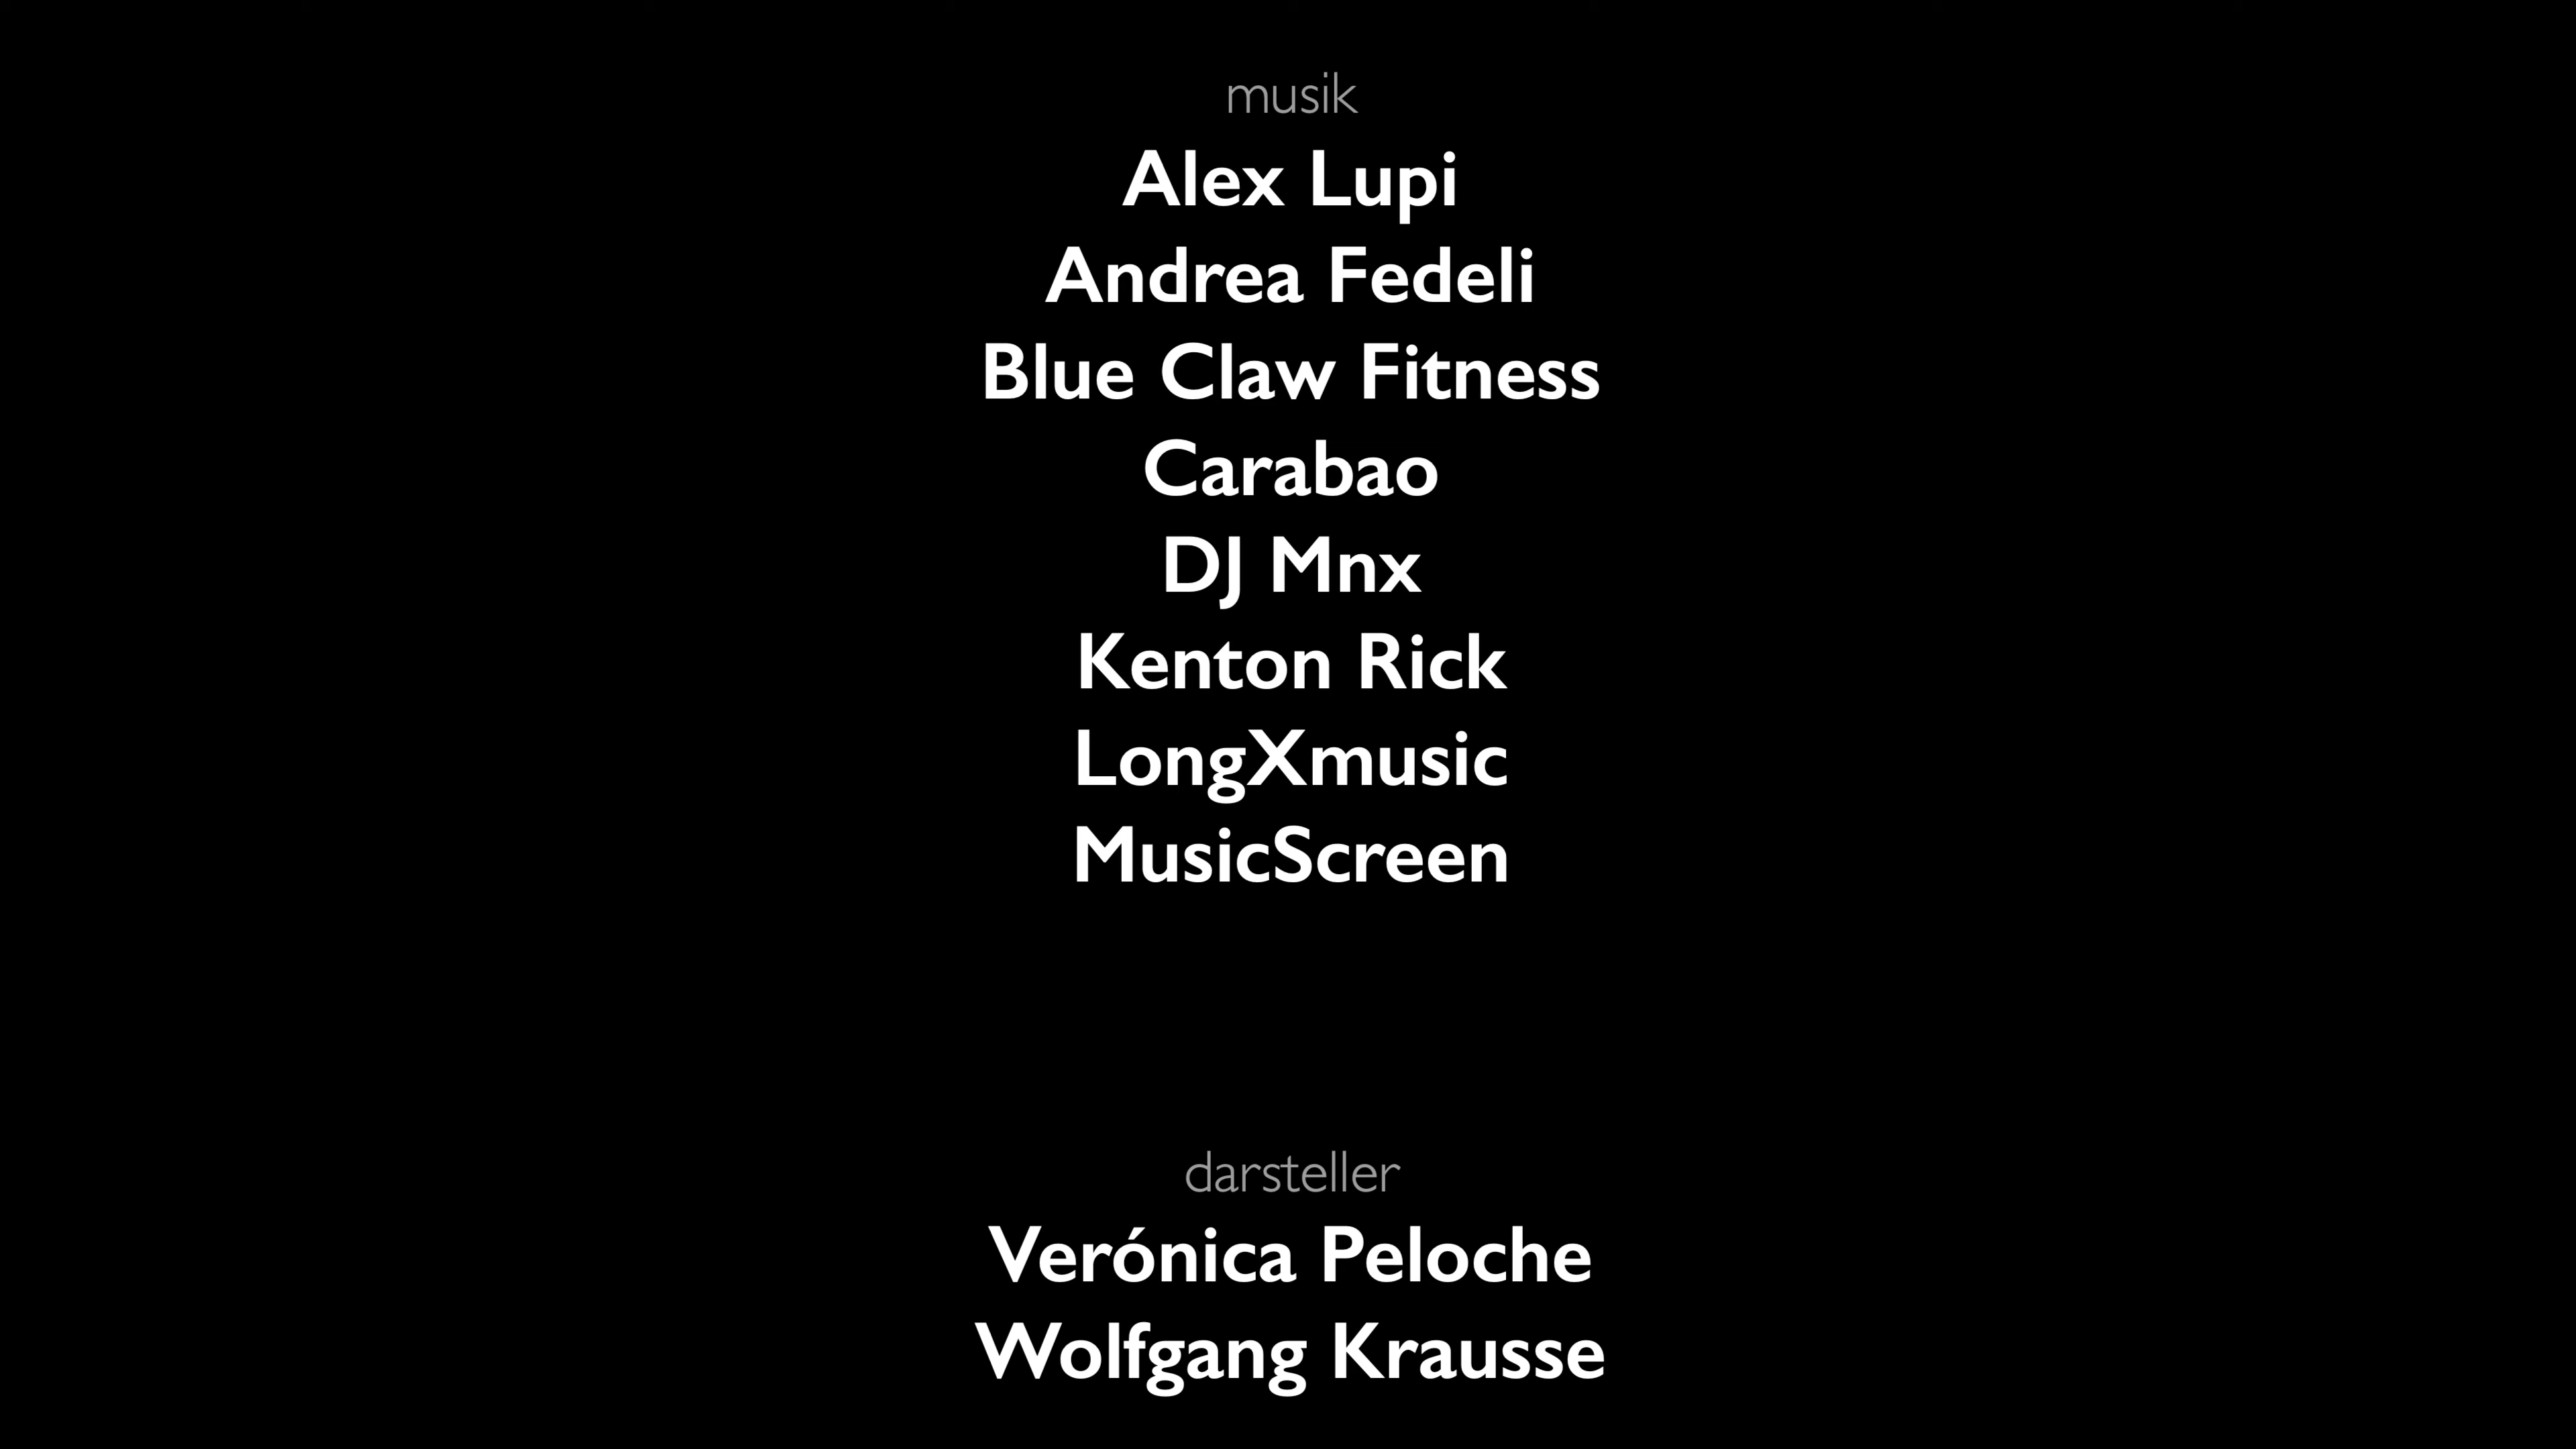 musik
Alex Lupi
Andrea Fedeli
Blue Claw Fitness
Carabao
DJ Mnx
Kenton Rick
LongXmusic
MusicScreen
darsteller
Verónica Peloche
Wolfgang Krausse